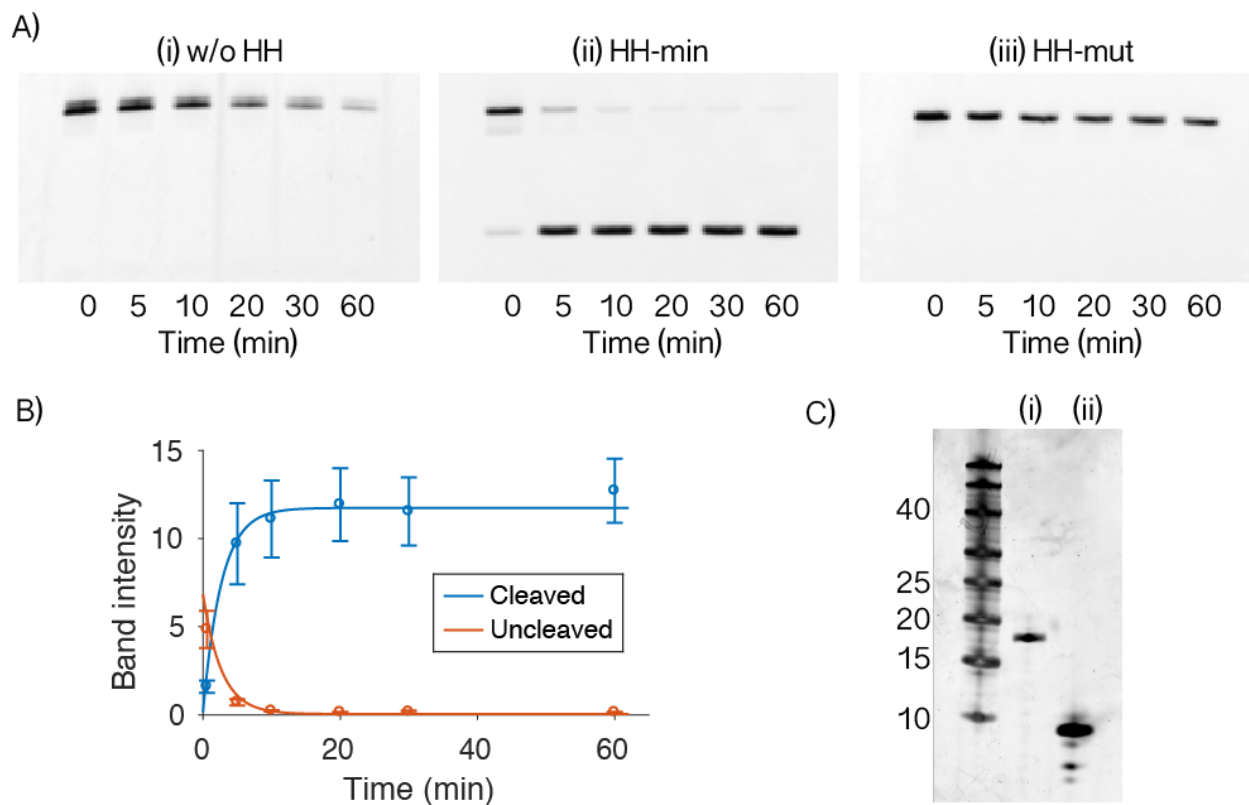 A)
(i) w/o HH
(ii) HH-min
(iii) HH-mut
0 5 10 20 30 60
Time (min)
0 5 10 20 30 60
Time (min)
0 5 10 20 30 60
Time (min)
B)
15
10
5
0
Band intensity
Cleaved
Uncleaved
0 20 40 60
Time (min)
C)
(i) (ii)
40
25
20
15
10